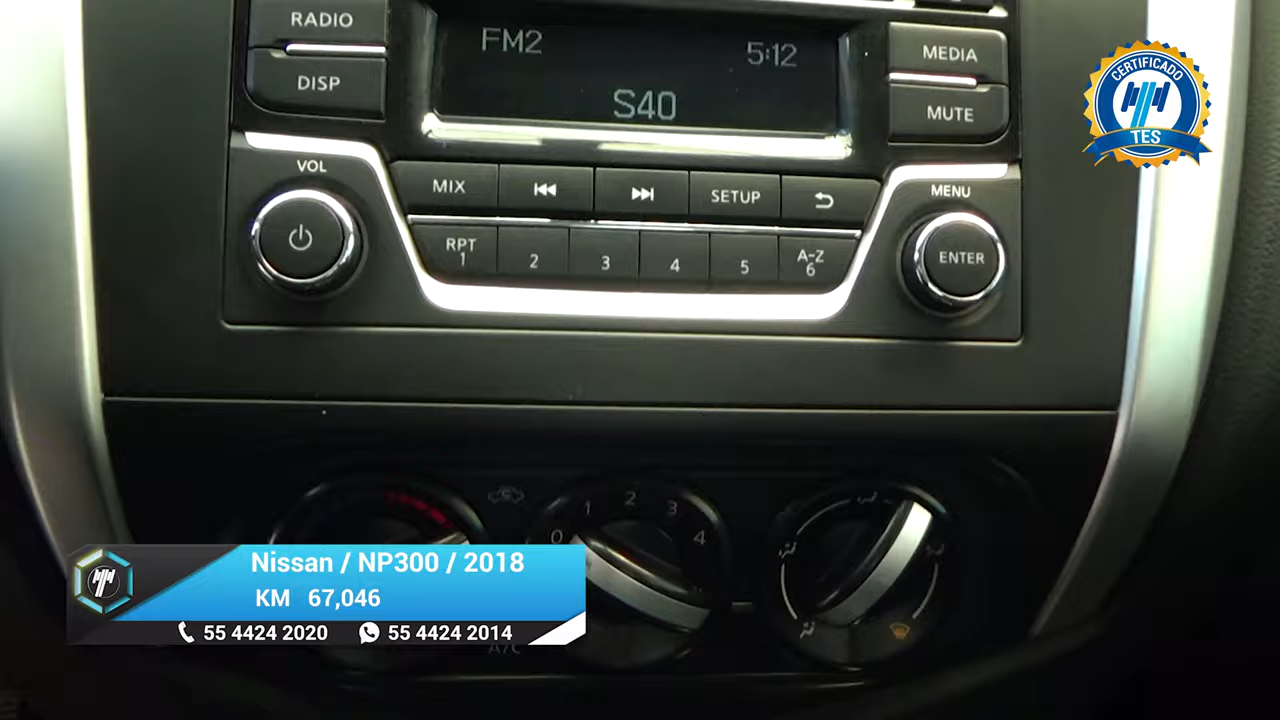 RADIO
DISP
FM2
5:12
S40
MEDIA
MUTE
CERTIFICADO
TES
VOL
MIX
SETUP
MENU
RPT
1
2
3
4
5
A-Z
6
ENTER
0
1
2
3
4
A/C
Nissan / NP300 / 2018
KM 67,046
55 4424 2020
55 4424 2014